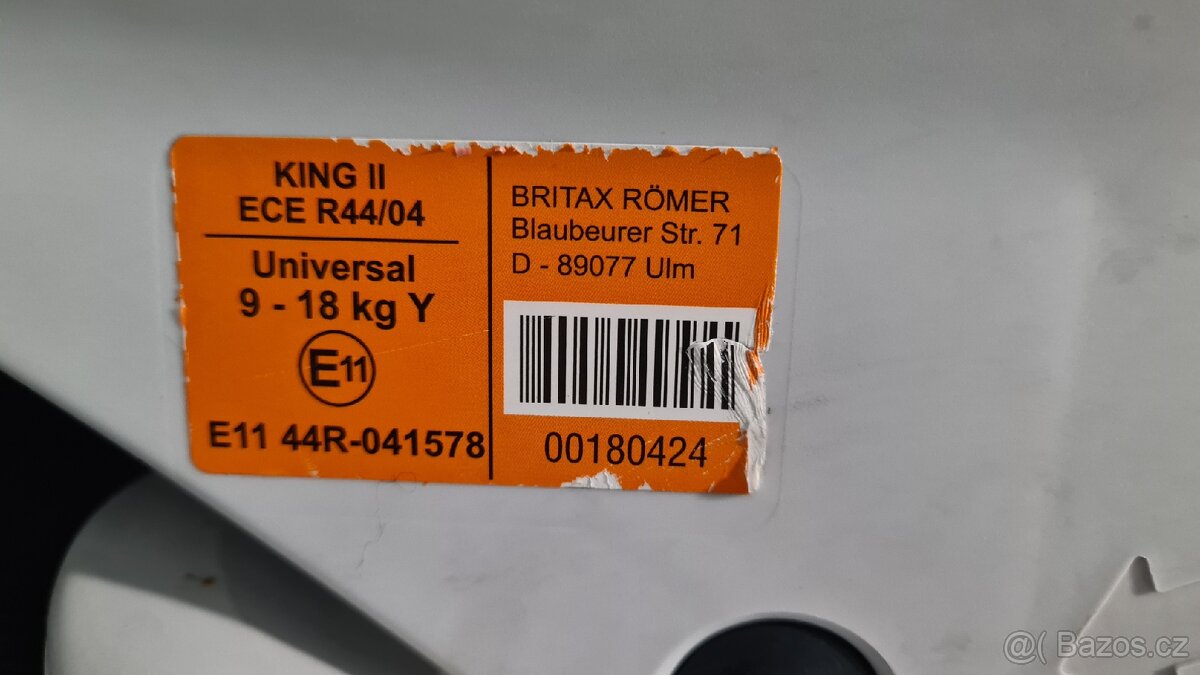 KING II
ECE R44/04
Universal
9 - 18 kg Y
E11
E11 44R-041578
BRITAX RÖMER
Blaubeurer Str. 71
D - 89077 Ulm
00180424
@( Bazos.cz